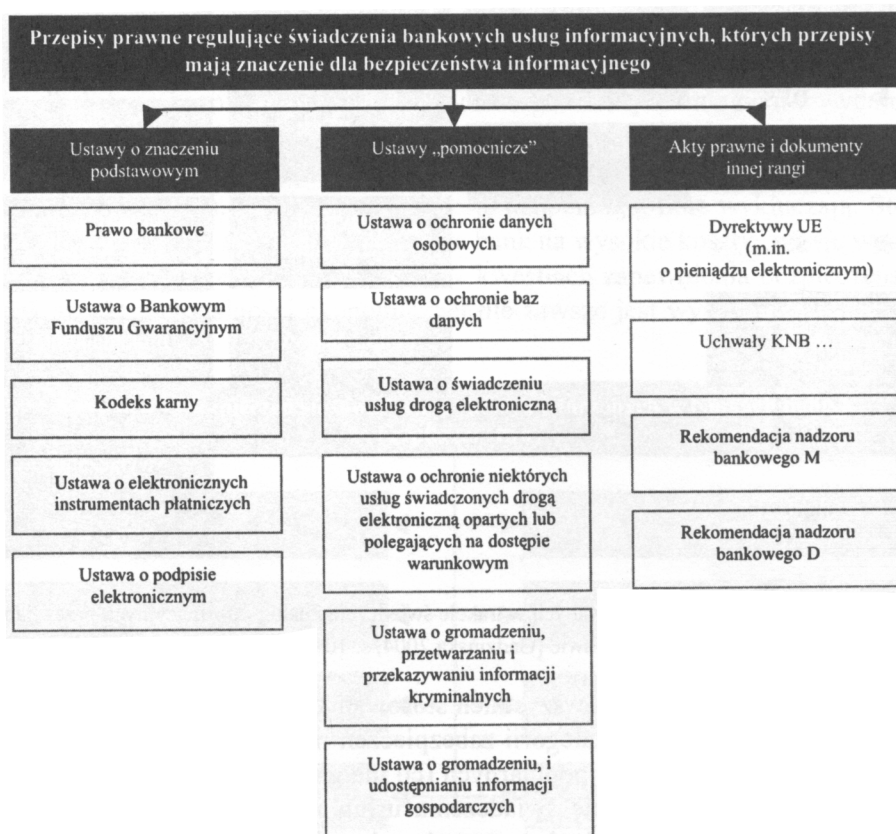 Przepisy prawne regulujące świadczenia bankowych usług informacyjnych, których przepisy
mają znaczenie dla bezpieczeństwa informacyjnego
Ustawy o znaczeniu
podstawowym
Prawo bankowe
Ustawa o Bankowym
Funduszu Gwarancyjnym
Kodeks karny
Ustawa o elektronicznych
instrumentach płatniczych
Ustawa o podpisie
elektronicznym
Ustawy „pomocnicze”
Ustawa o ochronie danych
osobowych
Ustawa o ochronie baz
danych
Ustawa o świadczeniu
usług drogą elektroniczną
Ustawa o ochronie niektórych
usług świadczonych drogą
elektroniczną opartych lub
polegających na dostępie
warunkowym
Ustawa o gromadzeniu,
przetwarzaniu i
przekazywaniu informacji
kryminalnych
Ustawa o gromadzeniu, i
udostępnianiu informacji
gospodarczych
Akty prawne i dokumenty
innej rangi
Dyrektywy UE
(m.in.
o pieniądzu elektronicznym)
Uchwały KNB ...
Rekomendacja nadzoru
bankowego M
Rekomendacja nadzoru
bankowego D